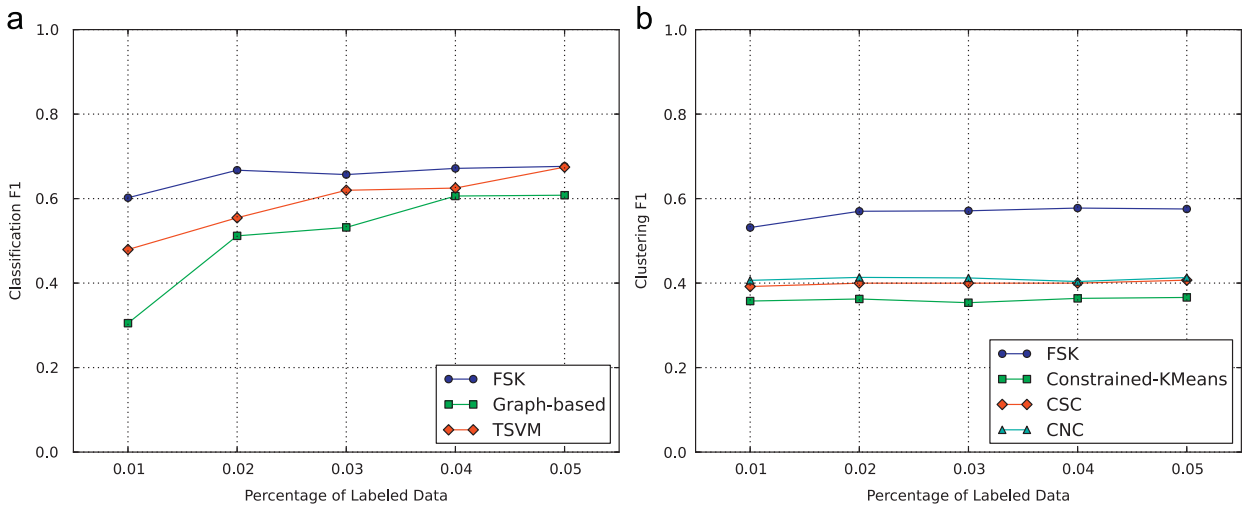 a
1.0
0.8
0.6
0.4
0.2
0.0
Classification F1
0.01 0.02 0.03 0.04 0.05
Percentage of Labeled Data
FSK
Graph-based
TSVM
b
1.0
0.8
0.6
0.4
0.2
0.0
Clustering F1
0.01 0.02 0.03 0.04 0.05
Percentage of Labeled Data
FSK
Constrained-KMeans
CSC
CNC